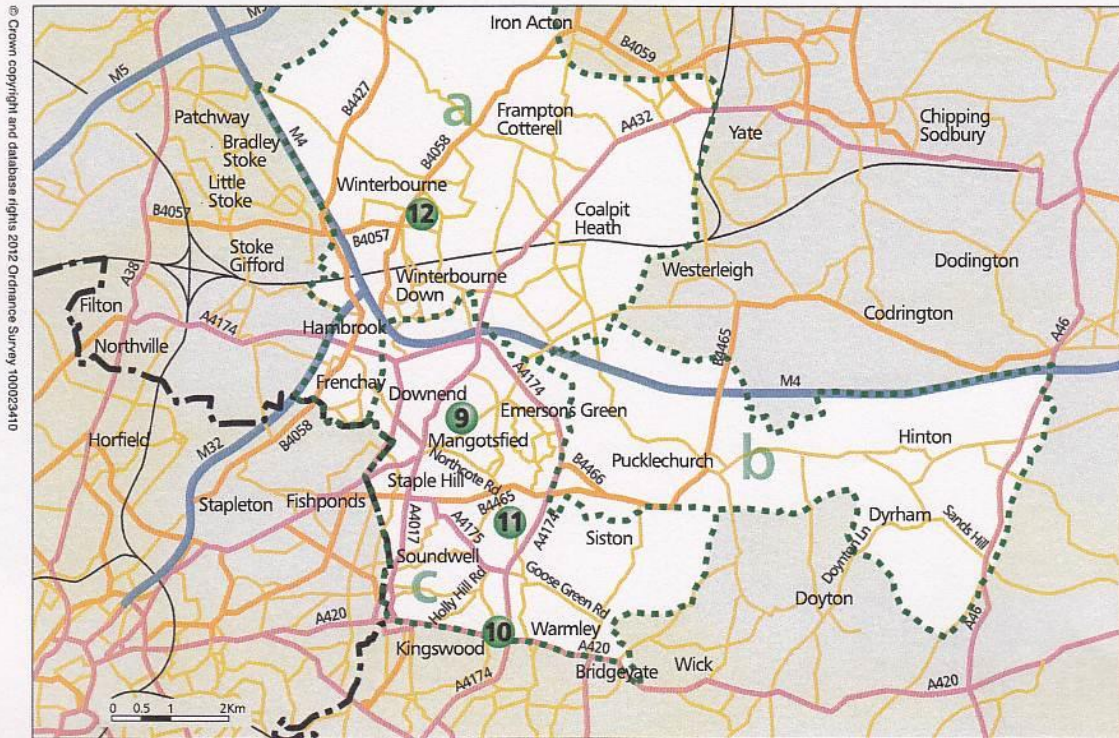 © Crown copyright and database rights 2012 Ordnance Survey 100023410
Iron Acton
M5
B4059
B4427
a
Patchway
Frampton
Cotterell
A432
Chipping
Sodbury
M4
Bradley
Stoke
B4058
Yate
Little
Stoke
Winterbourne
12
B4057
B4057
Coalpit
Heath
Stoke
Gifford
Westerleigh
Dodington
A38
Winterbourne
Down
Filton
Codrington
A4174
Hambrook
B4465
A46
Northville
A4174
Frenchay
Downend
M4
9
Emersons Green
Horfield
M32
B4058
Mangotsfied
Hinton
Pucklechurch
b
Northcote Rd
B4466
Staple Hill
Stapleton
Fishponds
B4465
11
A4174
Dyrham
Sands Hill
A4017
A4175
Siston
Doynton Ln
Soundwell
c
Holly Hill Rd
Goose Green Rd
Doyton
A420
10
Warmley
A46
Kingswood
A420
Bridgeyate
Wick
A4174
A420
0 0.5 1 2Km